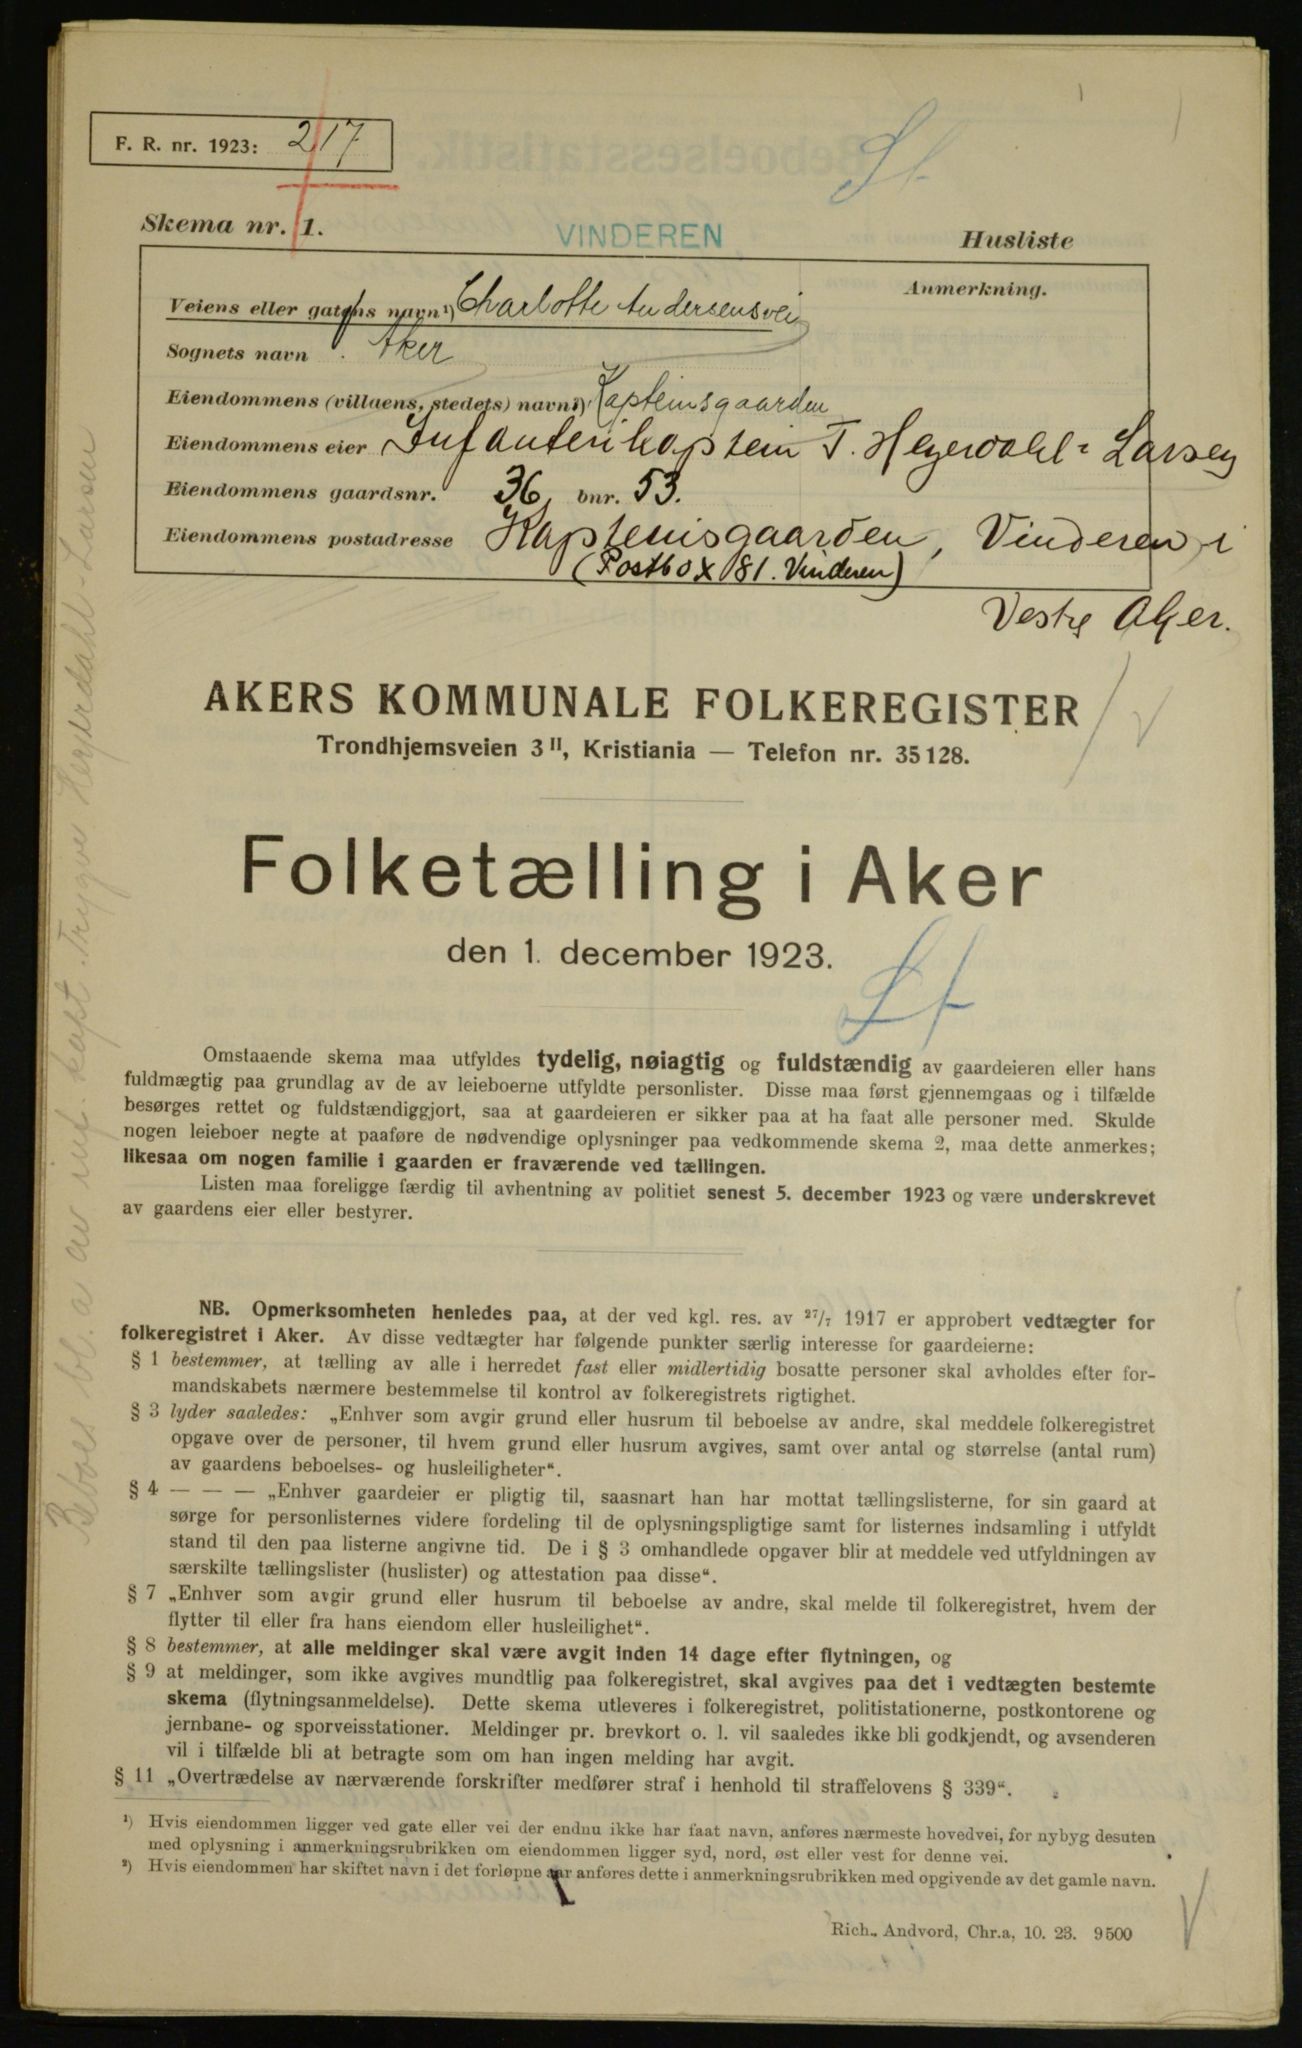 F. R. nr. 1923: 217
St
Skema nr. 1.
VINDEREN
Husliste
Anmerkning.
Veiens eller gatens navn¹) Charlotte Andersensvei
Sognets navn Aker
Eiendommens (villaens, stedets) navn²) Kapteinsgaarden
Eiendommens eier Infanterikaptein T. Heyerdahl-Larsen
Eiendommens gaardsnr. 36, bnr. 53.
Eiendommens postadresse Kapteinsgaarden, Vinderen i
(Postbox 81. Vinderen)
Vestre Aker.
Beboes bl. a. av inf. kapt. Trygve Heyerdahl-Larsen
AKERS KOMMUNALE FOLKEREGISTER
Trondhjemsveien 3 II, Kristiania — Telefon nr. 35128.
Folketælling i Aker
den 1. december 1923.
St
Omstaaende skema maa utfyldes tydelig, nøiagtig og fuldstændig av gaardeieren eller hans
fuldmægtig paa grundlag av de av leieboerne utfyldte personlister. Disse maa først gjennemgaas og i tilfælde
besørges rettet og fuldstændiggjort, saa at gaardeieren er sikker paa at ha faat alle personer med. Skulde
nogen leieboer negte at paaføre de nødvendige oplysninger paa vedkommende skema 2, maa dette anmerkes;
likesaa om nogen familie i gaarden er fraværende ved tællingen.
Listen maa foreligge færdig til avhentning av politiet senest 5. december 1923 og være underskrevet
av gaardens eier eller bestyrer.
NB. Opmerksomheten henledes paa, at der ved kgl. res. av 27/7 1917 er approbert vedtægter for
folkeregistret i Aker. Av disse vedtægter har følgende punkter særlig interesse for gaardeierne:
§ 1 bestemmer, at tælling av alle i herredet fast eller midlertidig bosatte personer skal avholdes efter for-
mandskabets nærmere bestemmelse til kontrol av folkeregistrets rigtighet.
§ 3 lyder saaledes: „Enhver som avgir grund eller husrum til beboelse av andre, skal meddele folkeregistret
opgave over de personer, til hvem grund eller husrum avgives, samt over antal og størrelse (antal rum)
av gaardens beboelses- og husleiligheter“.
§ 4 — — — „Enhver gaardeier er pligtig til, saasnart han har mottat tællingslisterne, for sin gaard at
sørge for personlisternes videre fordeling til de oplysningspligtige samt for listernes indsamling i utfyldt
stand til den paa listerne angivne tid. De i § 3 omhandlede opgaver blir at meddele ved utfyldningen av
særskilte tællingslister (huslister) og attestation paa disse“.
§ 7 „Enhver som avgir grund eller husrum til beboelse av andre, skal melde til folkeregistret, hvem der
flytter til eller fra hans eiendom eller husleilighet“.
§ 8 bestemmer, at alle meldinger skal være avgit inden 14 dage efter flytningen, og
§ 9 at meldinger, som ikke avgives mundtlig paa folkeregistret, skal avgives paa det i vedtægten bestemte
skema (flytningsanmeldelse). Dette skema utleveres i folkeregistret, politistationerne, postkontorene og
jernbane- og sporveisstationer. Meldinger pr. brevkort o. l. vil saaledes ikke bli godkjendt, og avsenderen
vil i tilfælde bli at betragte som om han ingen melding har avgit.
§ 11 „Overtrædelse av nærværende forskrifter medfører straf i henhold til straffelovens § 339“.
¹) Hvis eiendommen ligger ved gate eller vei der endnu ikke har faat navn, anføres nærmeste hovedvei, for nybyg desuten
med oplysning i anmerkningsrubrikken om eiendommen ligger syd, nord, øst eller vest for denne vei.
²) Hvis eiendommen har skiftet navn i det forløpne aar anføres dette i anmerkningsrubrikken med opgivende av det gamle navn.
Rich. Andvord, Chr.a, 10. 23. 9500